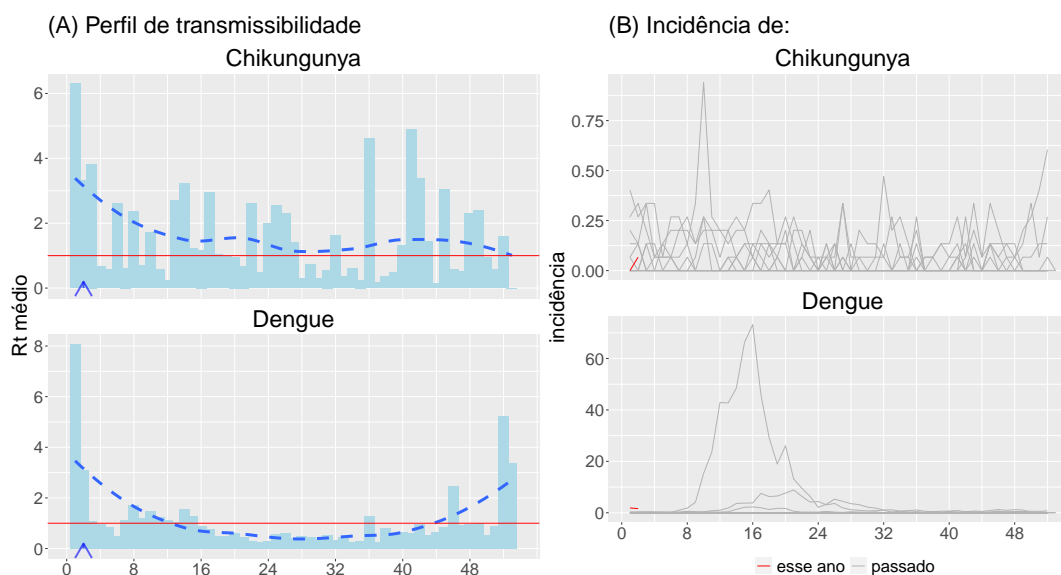 (A) Perfil de transmissibilidade
Chikungunya
6
4
2
0
Dengue
8
6
4
2
0
0 8 16 24 32 40 48
Rt médio
(B) Incidência de:
Chikungunya
0.75
0.50
0.25
0.00
Dengue
60
40
20
0
0 8 16 24 32 40 48
incidência
esse ano passado